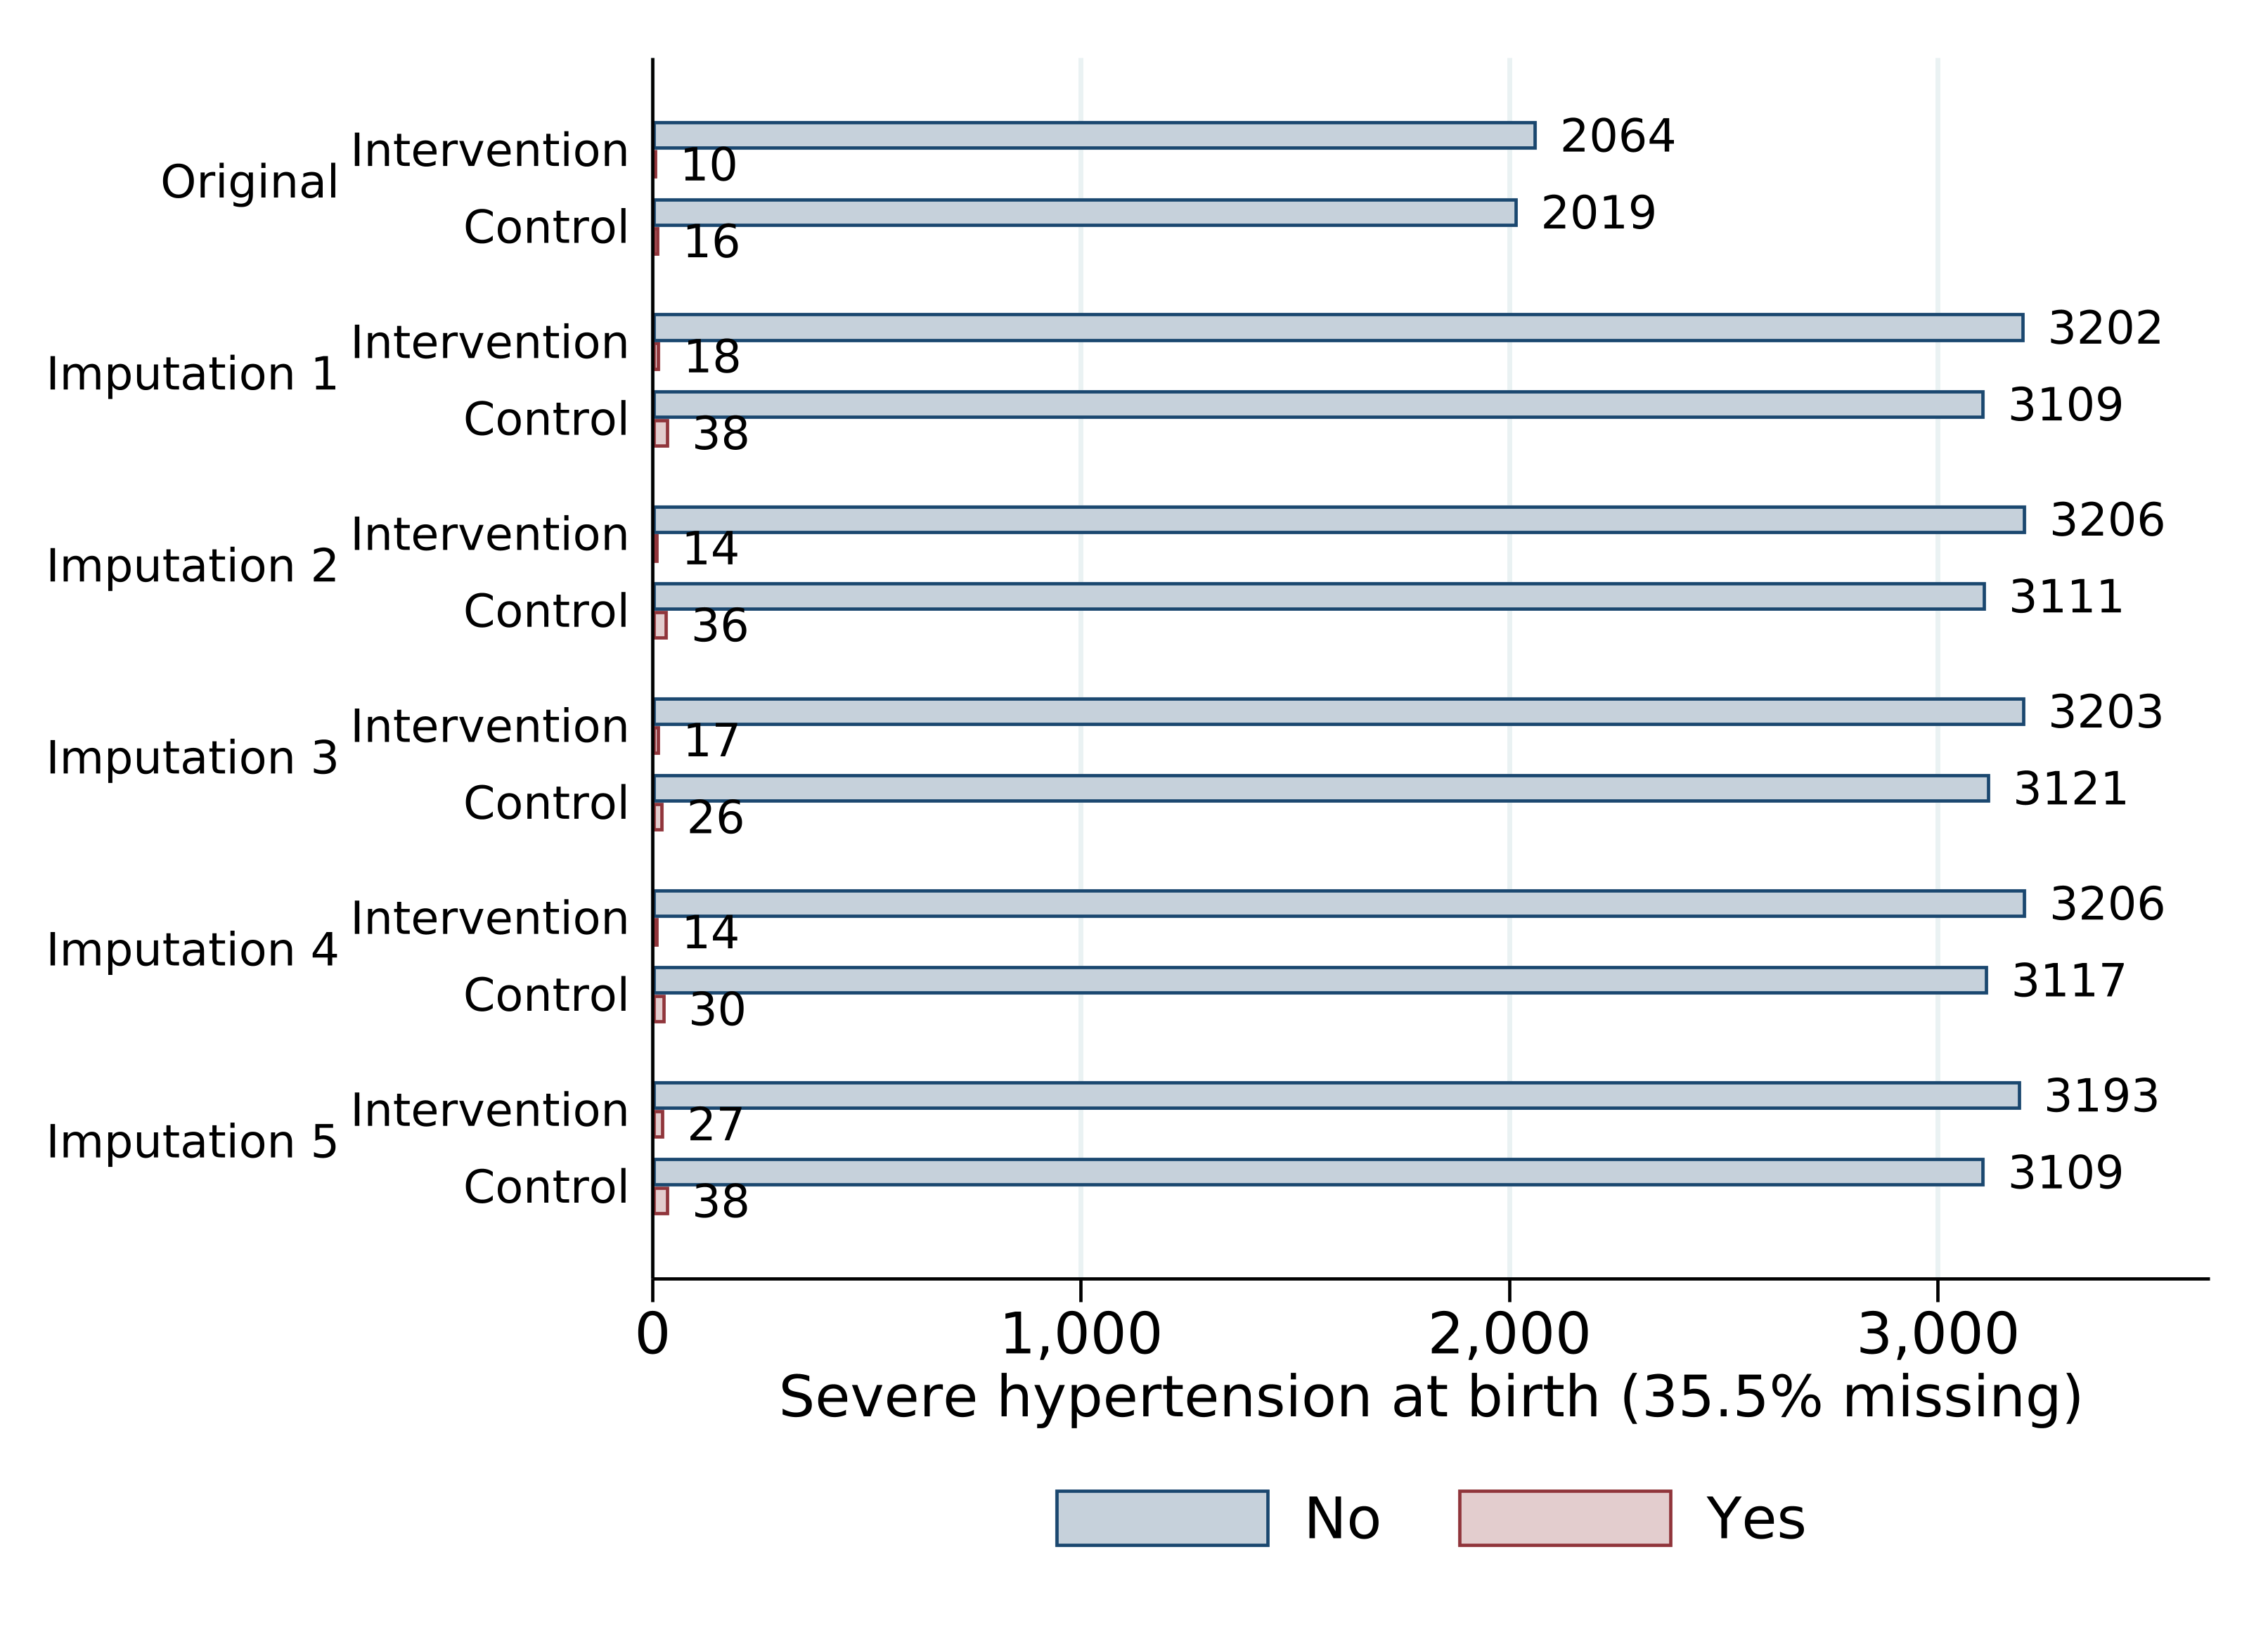 Original
Intervention
2064
10
Control
2019
16
Imputation 1
Intervention
3202
18
Control
3109
38
Imputation 2
Intervention
3206
14
Control
3111
36
Imputation 3
Intervention
3203
17
Control
3121
26
Imputation 4
Intervention
3206
14
Control
3117
30
Imputation 5
Intervention
3193
27
Control
3109
38
0 1,000 2,000 3,000
Severe hypertension at birth (35.5% missing)
No Yes